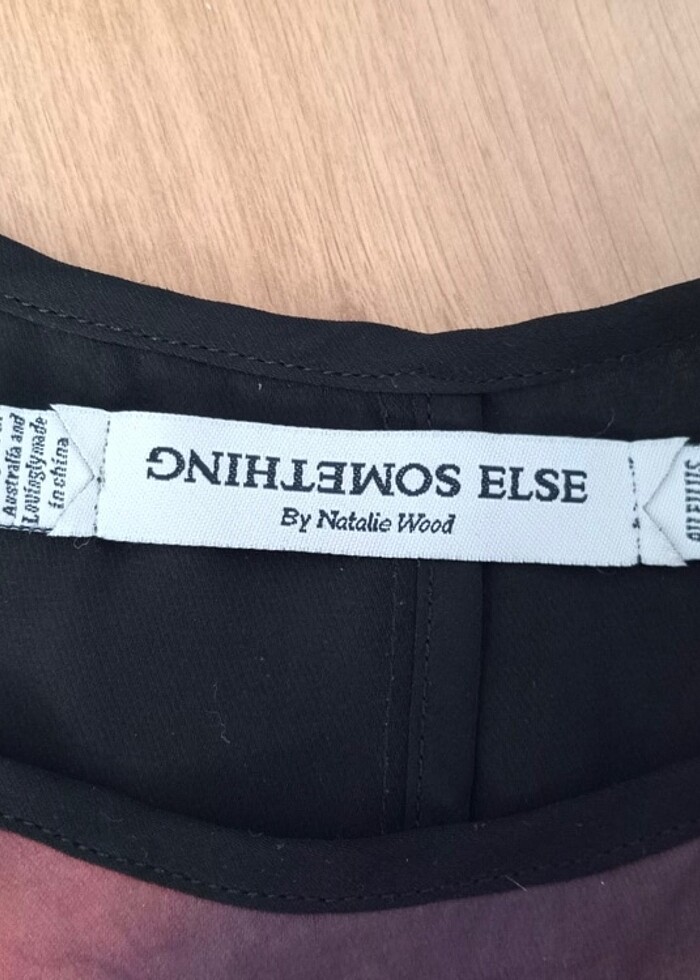 Australia and
Lovingly made
in china
SOMETHING ELSE
By Natalie Wood